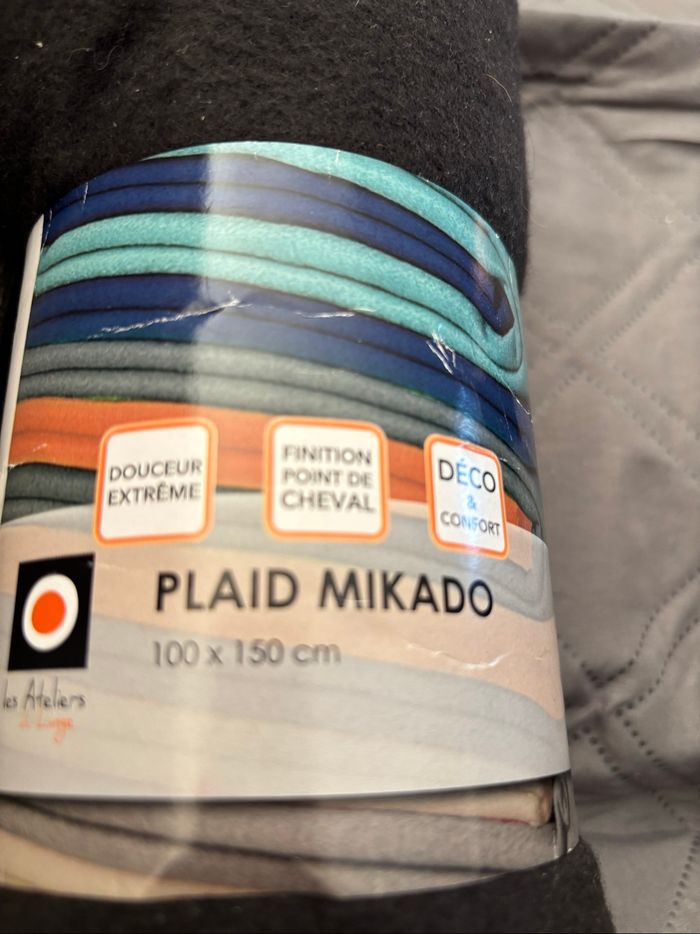 DOUCEUR
EXTRÊME
FINITION
POINT DE
CHEVAL
DÉCO
&
CONFORT
PLAID MIKADO
100 x 150 cm
les Ateliers